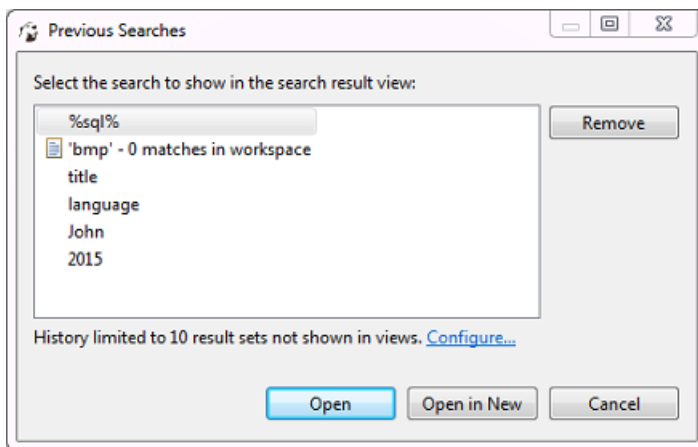 Previous Searches
Select the search to show in the search result view:
%sql%
Remove
'bmp' - 0 matches in workspace
title
language
John
2015
History limited to 10 result sets not shown in views. Configure...
Open
Open in New
Cancel